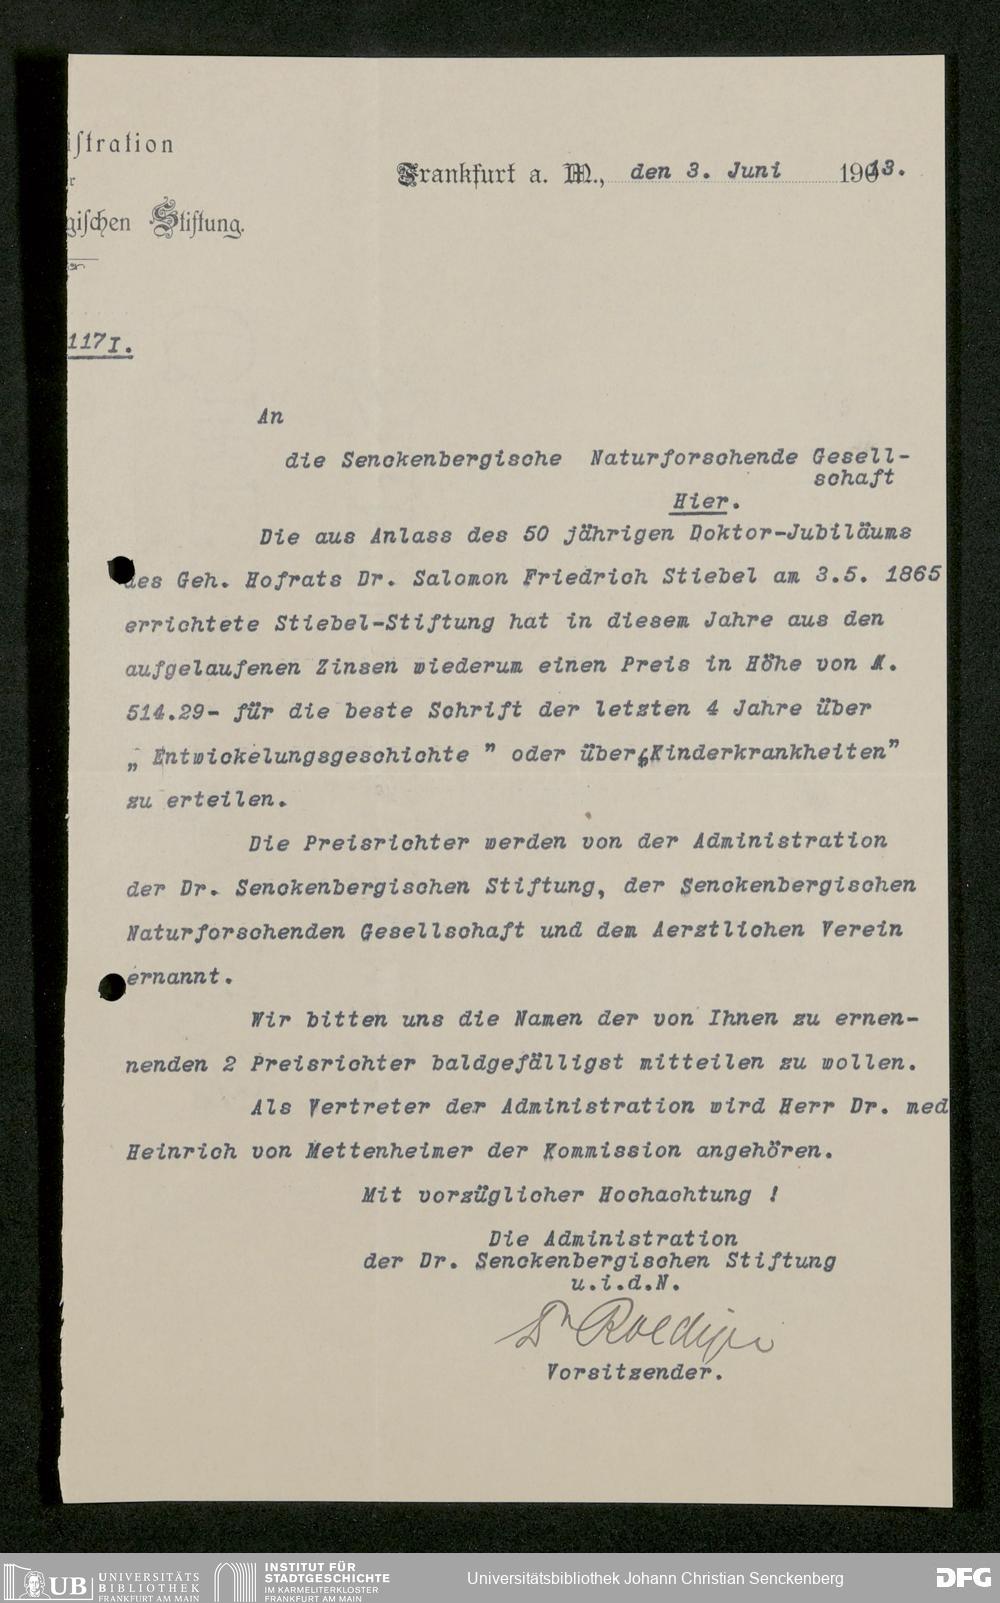 iſtration
er
giſchen Stiftung.
Frankfurt a. M., den 3. Juni 1913.
117I.
An
die Senckenbergische Naturforschende Gesell-
schaft
Hier.
Die aus Anlass des 50 jährigen Doktor-Jubiläums
des Geh. Hofrats Dr. Salomon Friedrich Stiebel am 3.5. 1865
errichtete Stiebel-Stiftung hat in diesem Jahre aus den
aufgelaufenen Zinsen wiederum einen Preis in Höhe von M.
514.29- für die beste Schrift der letzten 4 Jahre über
„ Entwickelungsgeschichte " oder über „Kinderkrankheiten"
zu erteilen.
Die Preisrichter werden von der Administration
der Dr. Senckenbergischen Stiftung, der Senckenbergischen
Naturforschenden Gesellschaft und dem Aerztlichen Verein
ernannt.
Wir bitten uns die Namen der von Ihnen zu ernen-
nenden 2 Preisrichter baldgefälligst mitteilen zu wollen.
Als Vertreter der Administration wird Herr Dr. med
Heinrich von Mettenheimer der Kommission angehören.
Mit vorzüglicher Hochachtung !
Die Administration
der Dr. Senckenbergischen Stiftung
u.i.d.N.
Dr Roediger
Vorsitzender.
UB UNIVERSITÄTS
BIBLIOTHEK
FRANKFURT AM MAIN
INSTITUT FÜR
STADTGESCHICHTE
IM KARMELITERKLOSTER
FRANKFURT AM MAIN
Universitätsbibliothek Johann Christian Senckenberg
DFG